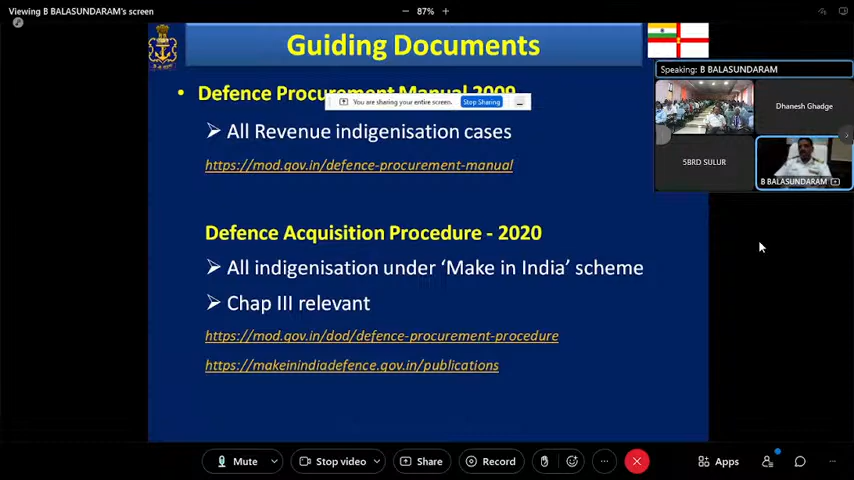 Viewing B BALASUNDARAM's screen
87%
Guiding Documents
Speaking: B BALASUNDARAM
• Defence Procurement Manual 2009
You are sharing your entire screen.
Stop Sharing
Dhanesh Ghadge
➢ All Revenue indigenisation cases
https://mod.gov.in/defence-procurement-manual
5BRD SULUR
B BALASUNDARAM
Defence Acquisition Procedure - 2020
➢ All indigenisation under ‘Make in India’ scheme
➢ Chap III relevant
https://mod.gov.in/dod/defence-procurement-procedure
https://makeinindiadefence.gov.in/publications
Mute
Stop video
Share
Record
Apps